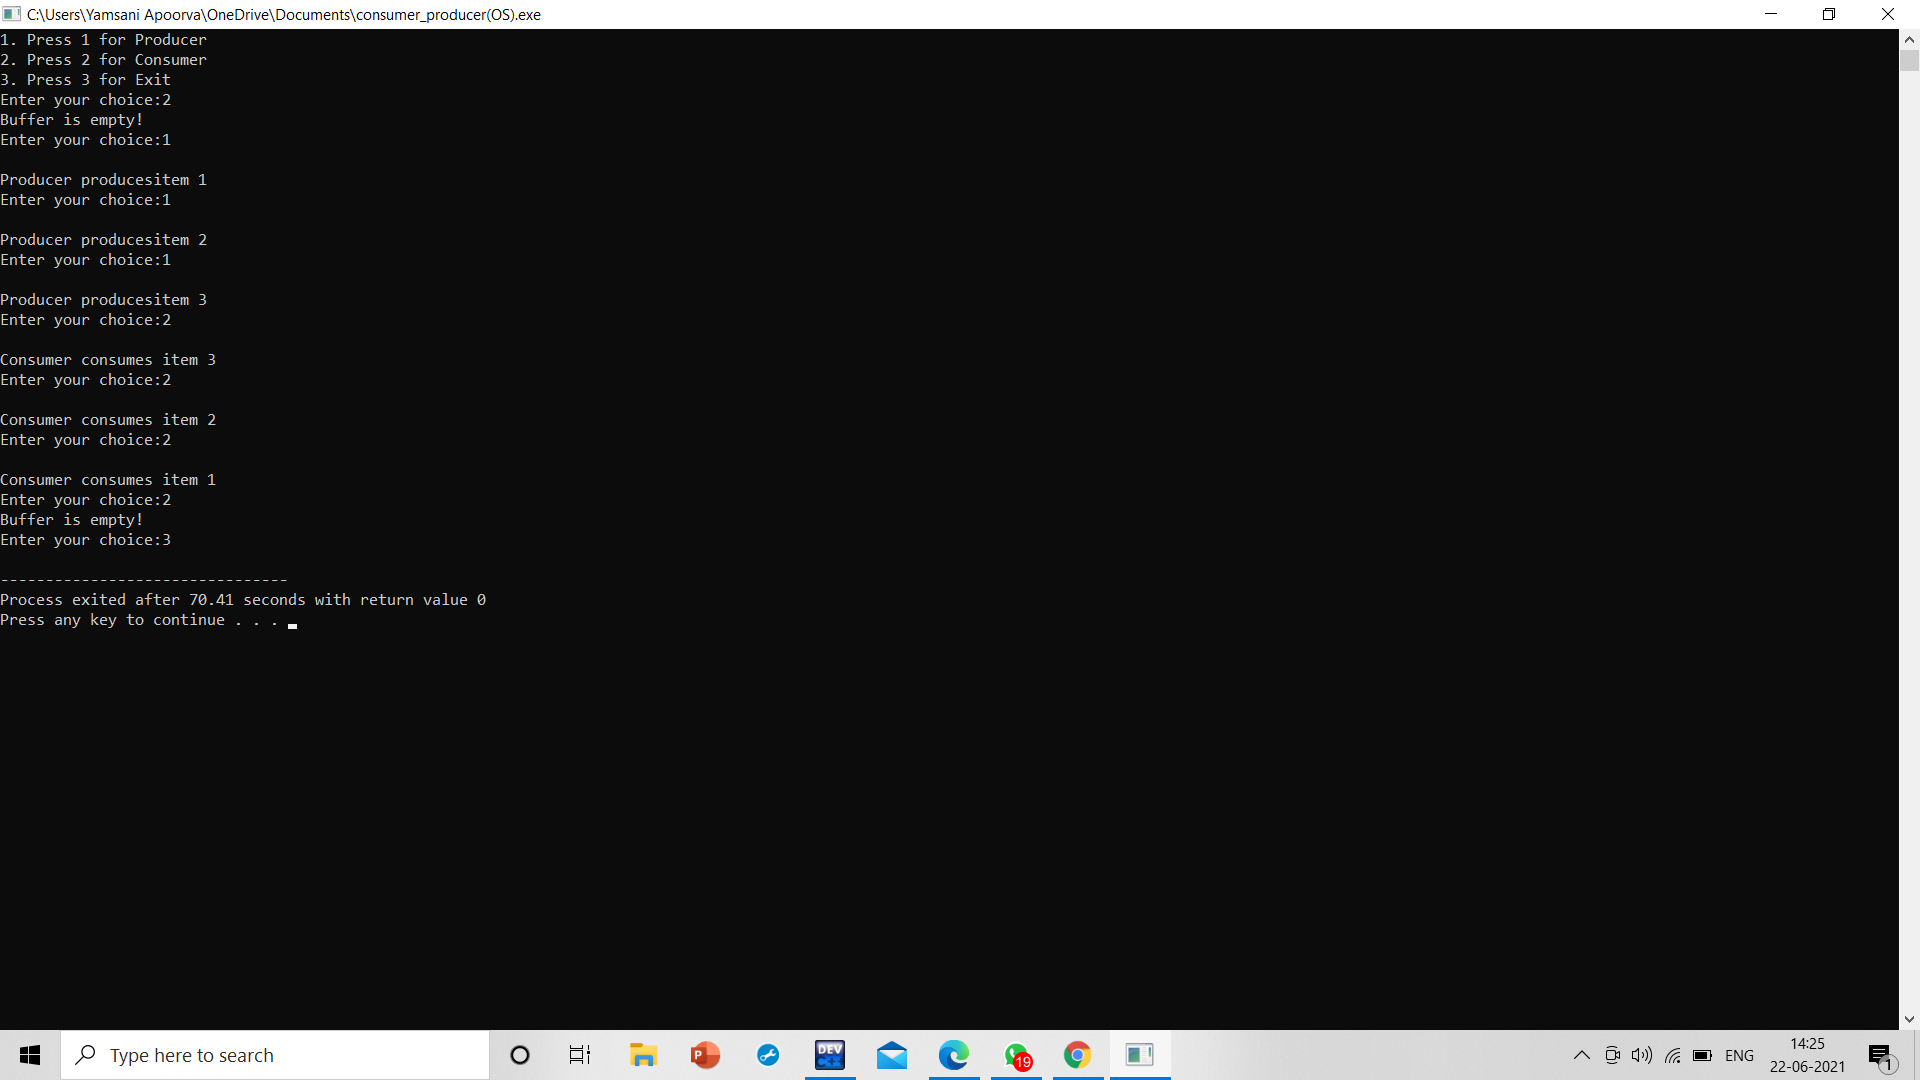 C:\Users\Yamsani Apoorva\OneDrive\Documents\consumer_producer(OS).exe
1. Press 1 for Producer
2. Press 2 for Consumer
3. Press 3 for Exit
Enter your choice:2
Buffer is empty!
Enter your choice:1
Producer producesitem 1
Enter your choice:1
Producer producesitem 2
Enter your choice:1
Producer producesitem 3
Enter your choice:2
Consumer consumes item 3
Enter your choice:2
Consumer consumes item 2
Enter your choice:2
Consumer consumes item 1
Enter your choice:2
Buffer is empty!
Enter your choice:3
--------------------------------
Process exited after 70.41 seconds with return value 0
Press any key to continue . . .
Type here to search
P
DEV
C++
19
ENG
14:25
22-06-2021
1